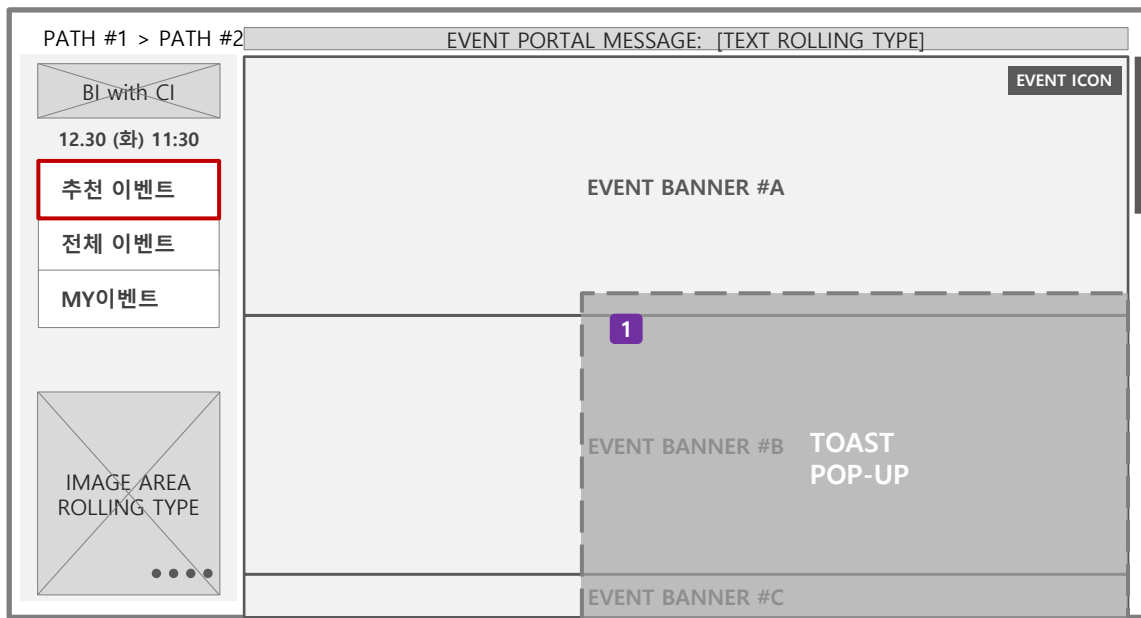 PATH #1 > PATH #2
EVENT PORTAL MESSAGE: [TEXT ROLLING TYPE]
BI with CI
12.30 (화) 11:30
추천 이벤트
전체 이벤트
MY이벤트
IMAGE AREA
ROLLING TYPE
EVENT ICON
EVENT BANNER #A
1
EVENT BANNER #B
TOAST
POP-UP
EVENT BANNER #C